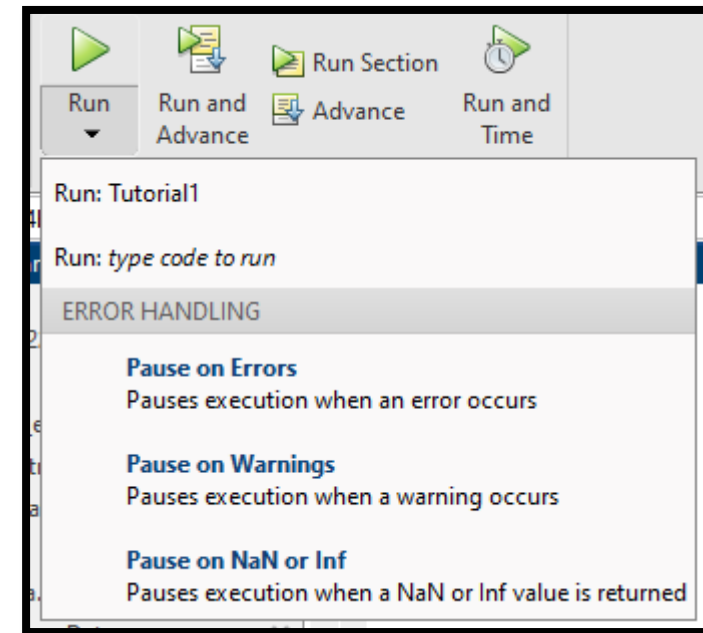 Run
Run and
Advance
Run Section
Advance
Run and
Time
Run: Tutorial1
Run: type code to run
ERROR HANDLING
Pause on Errors
Pauses execution when an error occurs
Pause on Warnings
Pauses execution when a warning occurs
Pause on NaN or Inf
Pauses execution when a NaN or Inf value is returned